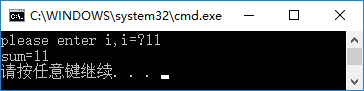 C:\WINDOWS\system32\cmd.exe
please enter i,i=?11
sum=11
请按任意键继续. . .